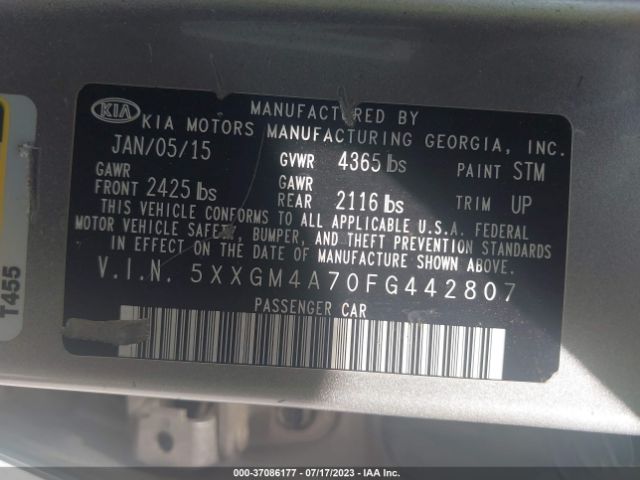 KIA
MANUFACTURED BY
KIA MOTORS MANUFACTURING GEORGIA, INC.
JAN/05/15 GVWR 4365 lbs PAINT STM
GAWR FRONT 2425 lbs GAWR REAR 2116 lbs TRIM UP
THIS VEHICLE CONFORMS TO ALL APPLICABLE U.S.A. FEDERAL
MOTOR VEHICLE SAFETY, BUMPER, AND THEFT PREVENTION STANDARDS
IN EFFECT ON THE DATE OF MANUFACTURE SHOWN ABOVE.
V.I.N. 5XXGM4A70FG442807
PASSENGER CAR
T455
000-37086177 - 07/17/2023 - IAA Inc.